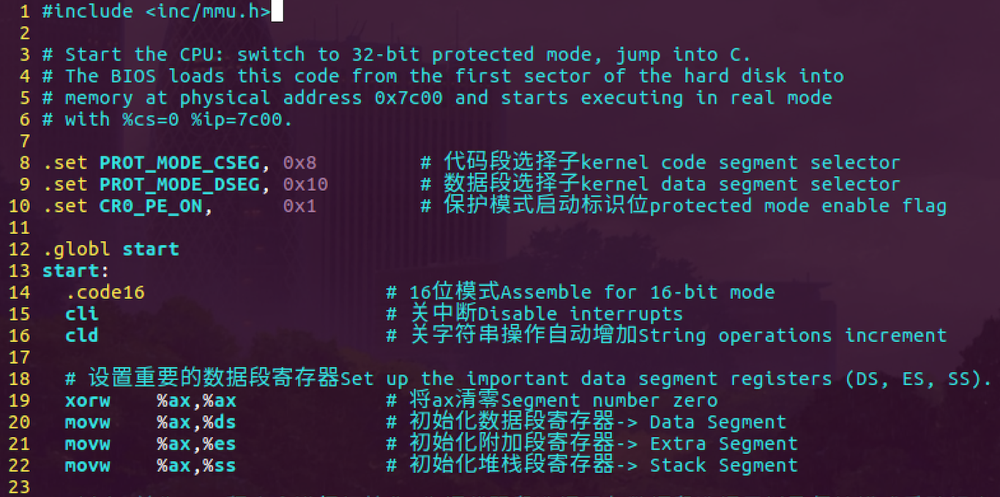 1 #include <inc/mmu.h>
2
3 # Start the CPU: switch to 32-bit protected mode, jump into C.
4 # The BIOS loads this code from the first sector of the hard disk into
5 # memory at physical address 0x7c00 and starts executing in real mode
6 # with %cs=0 %ip=7c00.
7
8 .set PROT_MODE_CSEG, 0x8         # 代码段选择子kernel code segment selector
9 .set PROT_MODE_DSEG, 0x10        # 数据段选择子kernel data segment selector
10 .set CR0_PE_ON,      0x1         # 保护模式启动标识位protected mode enable flag
11
12 .globl start
13 start:
14   .code16                     # 16位模式Assemble for 16-bit mode
15   cli                         # 关中断Disable interrupts
16   cld                         # 关字符串操作自动增加String operations increment
17
18   # 设置重要的数据段寄存器Set up the important data segment registers (DS, ES, SS).
19   xorw    %ax,%ax             # 将ax清零Segment number zero
20   movw    %ax,%ds             # 初始化数据段寄存器-> Data Segment
21   movw    %ax,%es             # 初始化附加段寄存器-> Extra Segment
22   movw    %ax,%ss             # 初始化堆栈段寄存器-> Stack Segment
23